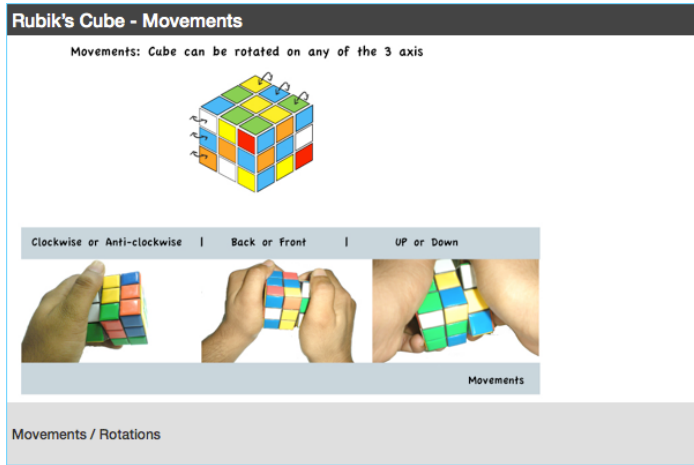 Rubik's Cube - Movements
Movements: Cube can be rotated on any of the 3 axis
Clockwise or Anti-clockwise | Back or Front | UP or Down
Movements
Movements / Rotations